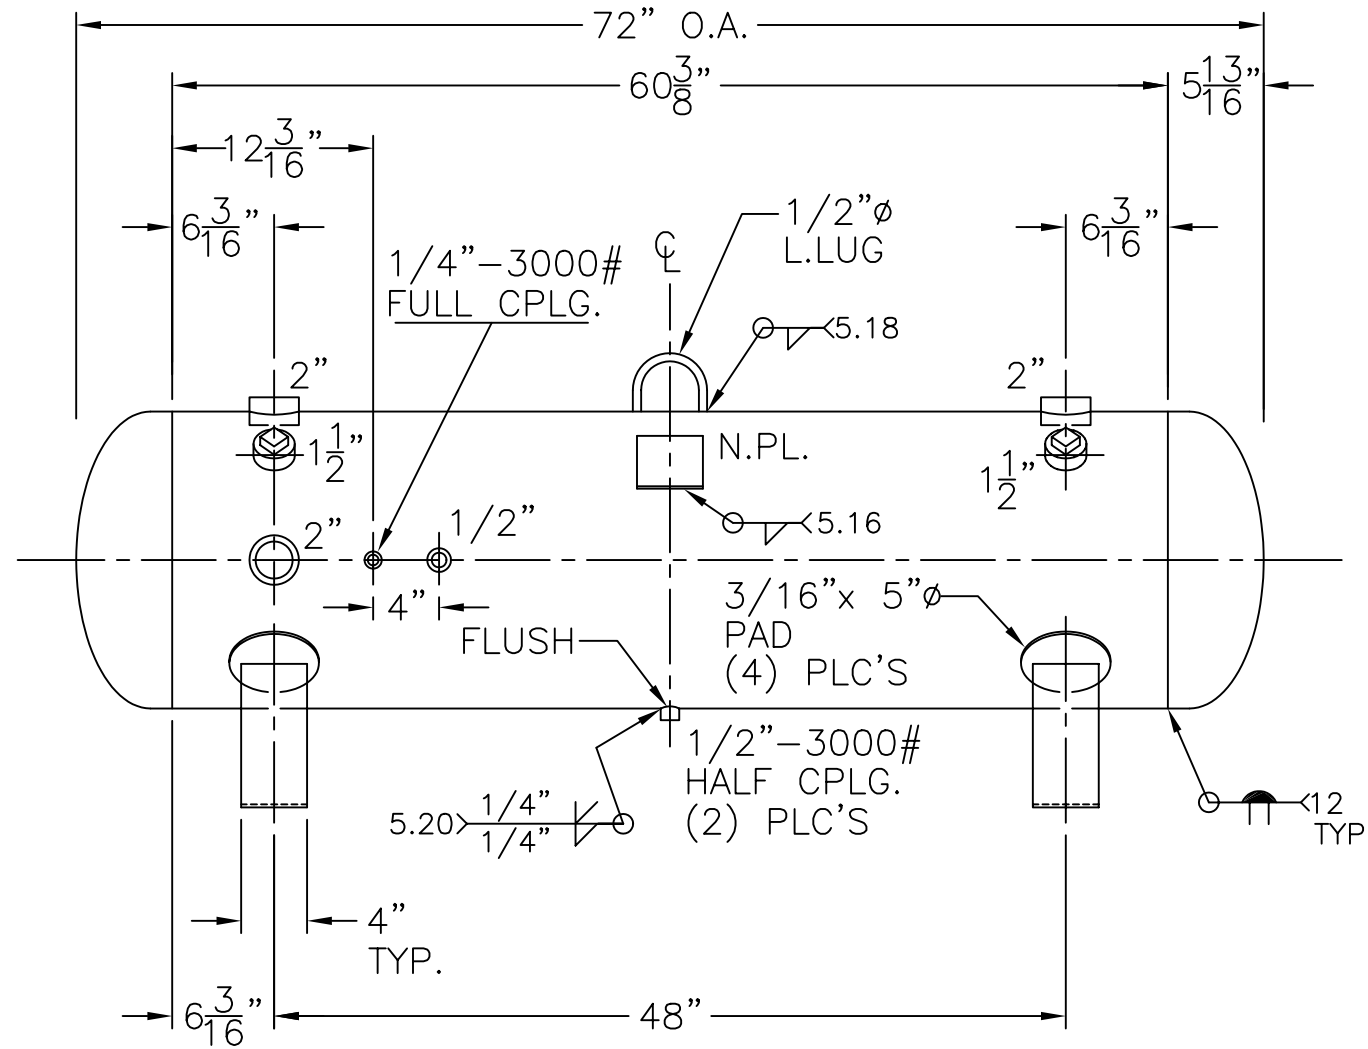 72” O.A.
60 3/8”
5 13/16”
12 3/16”
6 3/16”
6 3/16”
1/2”ø
L.LUG
℄
1/4”-3000#
FULL CPLG.
5.18
2”
2”
N.PL.
1 1/2”
1 1/2”
5.16
2”
1/2”
4”
3/16”x 5”ø
PAD
(4) PLC'S
FLUSH
1/2”-3000#
HALF CPLG.
(2) PLC'S
5.20
1/4”
1/4”
12
TYP
4”
TYP.
6 3/16”
48”